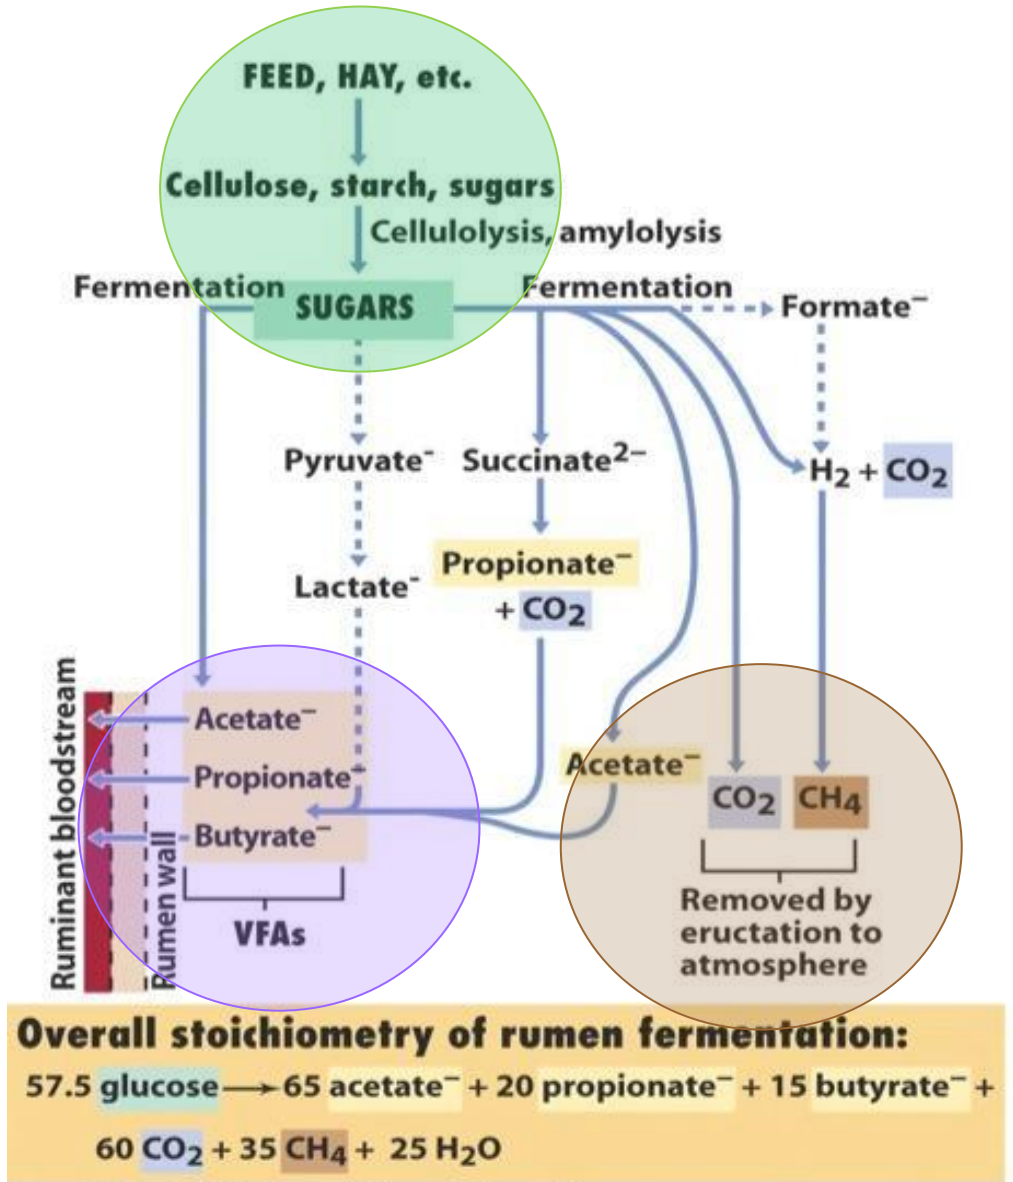 FEED, HAY, etc.
Cellulose, starch, sugars
Cellulolysis, amylolysis
Fermentation
SUGARS
Fermentation
Formate⁻
Pyruvate⁻
Succinate²⁻
H₂ + CO₂
Propionate⁻
+ CO₂
Lactate⁻
Ruminant bloodstream
Rumen wall
Acetate⁻
Propionate⁻
Butyrate⁻
VFAs
Acetate⁻
CO₂
CH₄
Removed by
eructation to
atmosphere
Overall stoichiometry of rumen fermentation:
57.5 glucose ⟶ 65 acetate⁻ + 20 propionate⁻ + 15 butyrate⁻ +
60 CO₂ + 35 CH₄ + 25 H₂O